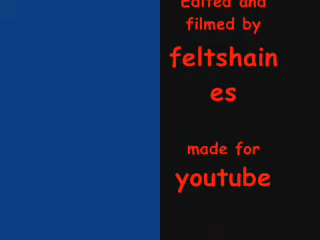 Edited and
filmed by
feltshain
es
made for
youtube